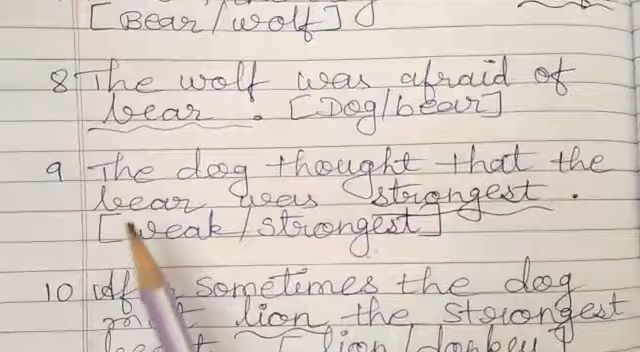 [Bear/wolf]
8 The wolf was afraid of
bear. [Dog/bear]
9 The dog thought that the
bear was strongest.
[weak/strongest]
10 sometimes the dog
lion the strongest
[lion/donkey